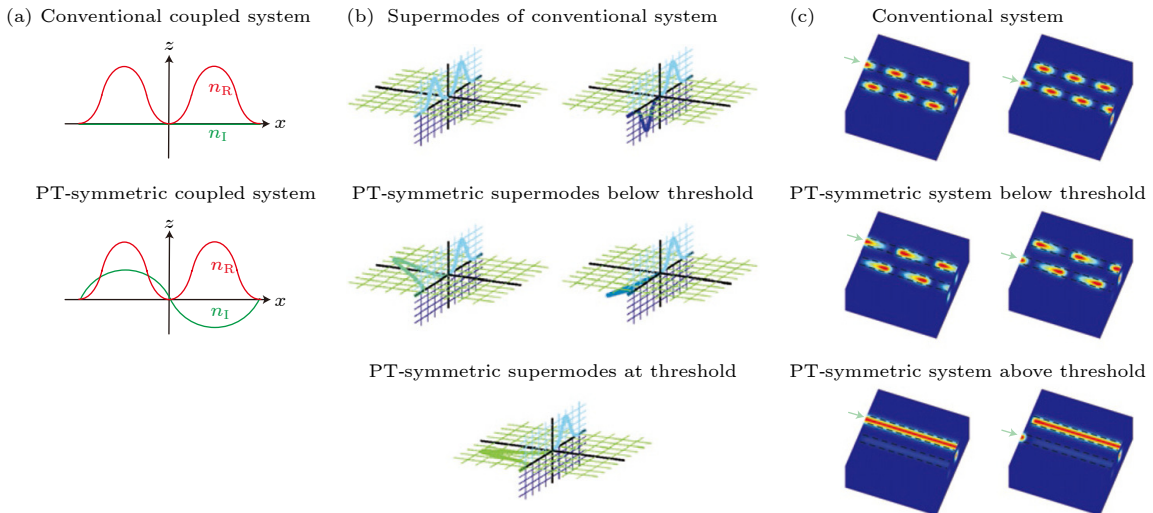 (a) Conventional coupled system
z
n_R
n_I
x
PT-symmetric coupled system
z
n_R
n_I
x
(b) Supermodes of conventional system
PT-symmetric supermodes below threshold
PT-symmetric supermodes at threshold
(c) Conventional system
PT-symmetric system below threshold
PT-symmetric system above threshold